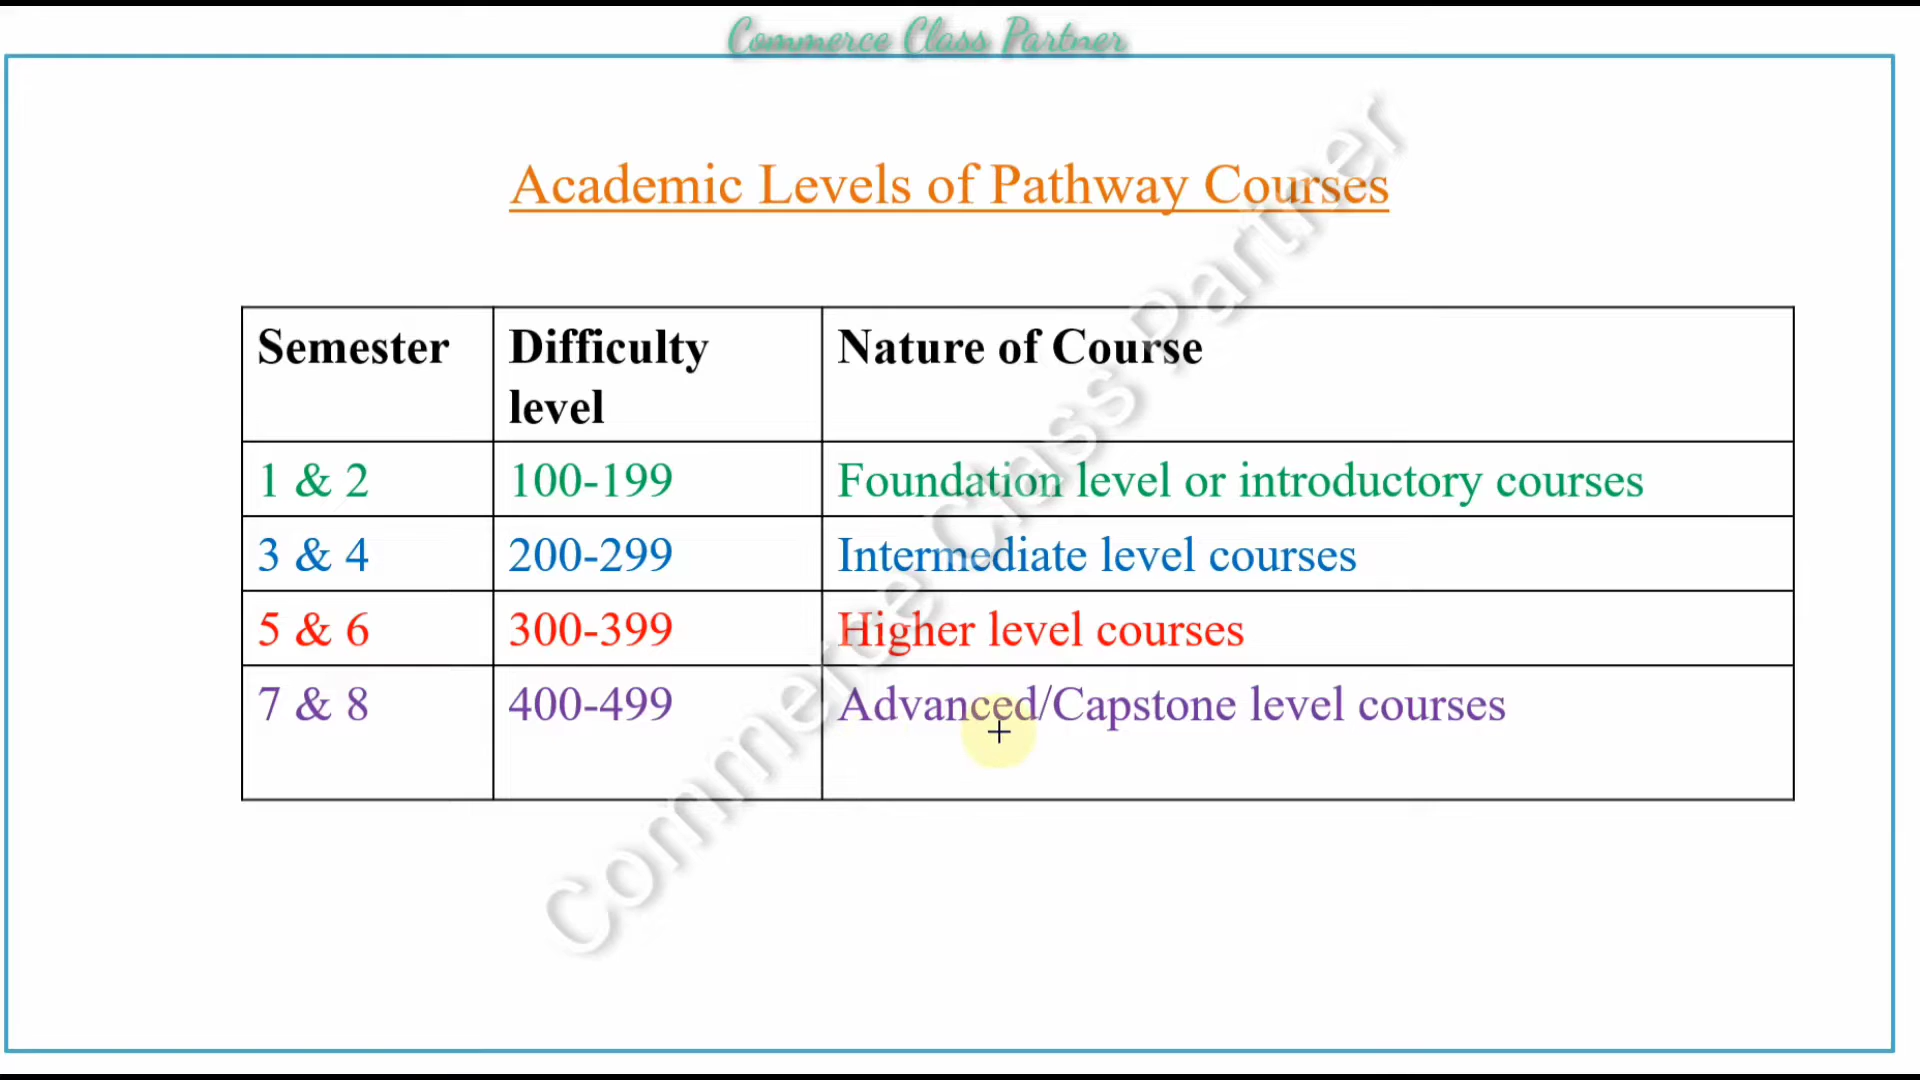 Commerce Class Partner
Academic Levels of Pathway Courses
Semester Difficulty level Nature of Course
1 & 2 100-199 Foundation level or introductory courses
3 & 4 200-299 Intermediate level courses
5 & 6 300-399 Higher level courses
7 & 8 400-499 Advanced/Capstone level courses
Commerce Class Partner